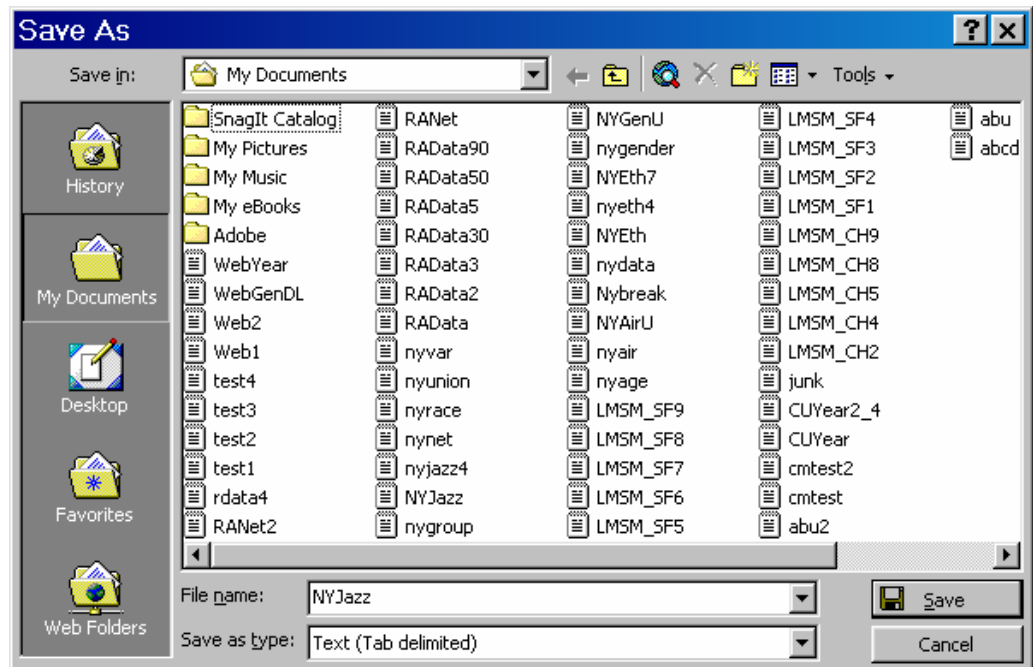 Save As
Save in: My Documents Tools
History
My Documents
Desktop
Favorites
Web Folders
SnagIt Catalog RANet NYGenU LMSM_SF4 abu
My Pictures RAData90 nygender LMSM_SF3 abcd
My Music RAData50 NYEth7 LMSM_SF2
My eBooks RAData5 nyeth4 LMSM_SF1
Adobe RAData30 NYEth LMSM_CH9
WebYear RAData3 nydata LMSM_CH8
WebGenDL RAData2 Nybreak LMSM_CH5
Web2 RAData NYAirU LMSM_CH4
Web1 nyvar nyair LMSM_CH2
test4 nyunion nyage junk
test3 nyrace LMSM_SF9 CUYear2_4
test2 nynet LMSM_SF8 CUYear
test1 nyjazz4 LMSM_SF7 cmtest2
rdata4 NYJazz LMSM_SF6 cmtest
RANet2 nygroup LMSM_SF5 abu2
File name: NYJazz Save
Save as type: Text (Tab delimited) Cancel